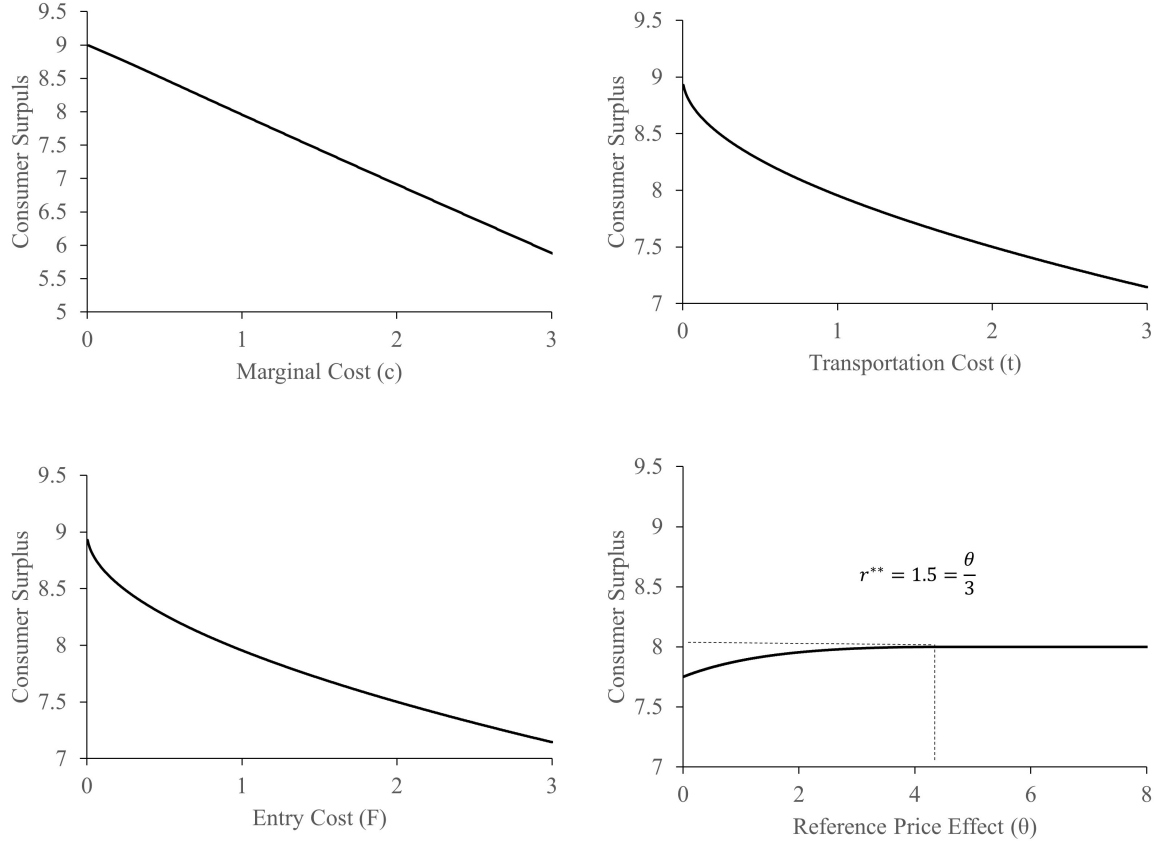 9.5
9
8.5
8
7.5
7
6.5
6
5.5
5
Consumer Surpuls
0 1 2 3
Marginal Cost (c)
9.5
9
8.5
8
7.5
7
Consumer Surplus
0 1 2 3
Transportation Cost (t)
9.5
9
8.5
8
7.5
7
Consumer Surplus
0 1 2 3
Entry Cost (F)
9.5
9
8.5
8
7.5
7
Consumer Surplus
r** = 1.5 = θ/3
0 2 4 6 8
Reference Price Effect (θ)